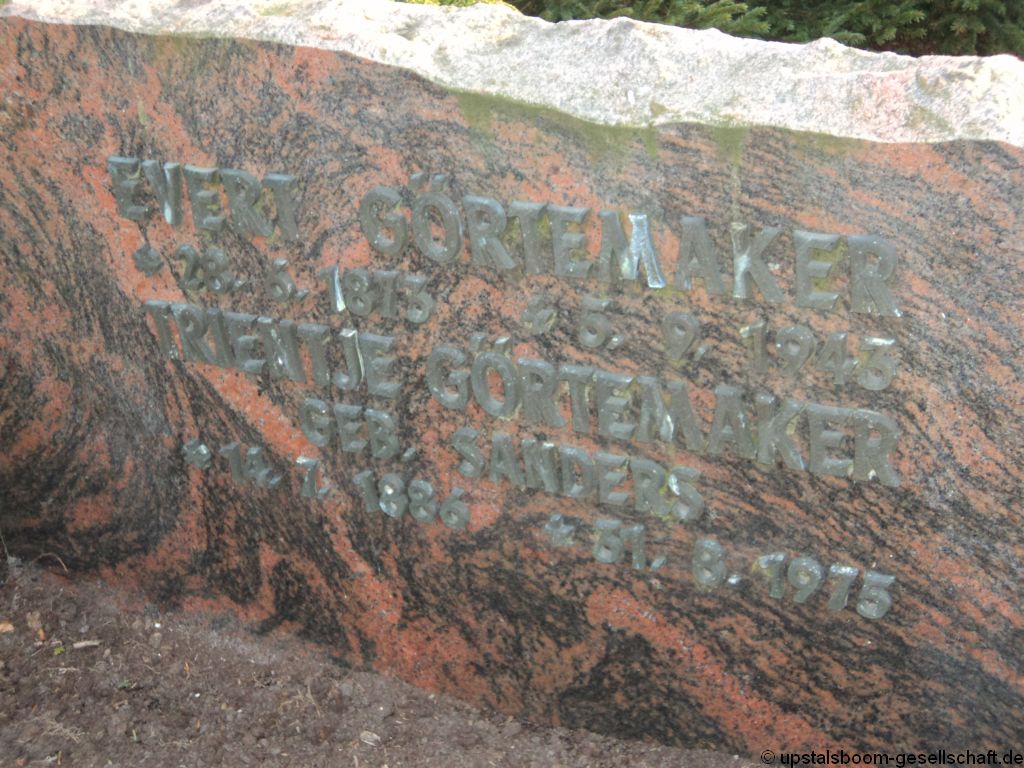 EVERT GÖRTEMAKER
* 28. 6. 1873 + 5. 9. 1943
TRIENTJE GÖRTEMAKER
GEB. SANDERS
* 14. 1. 1886 + 31. 8. 1975
© upstalsboom-gesellschaft.de